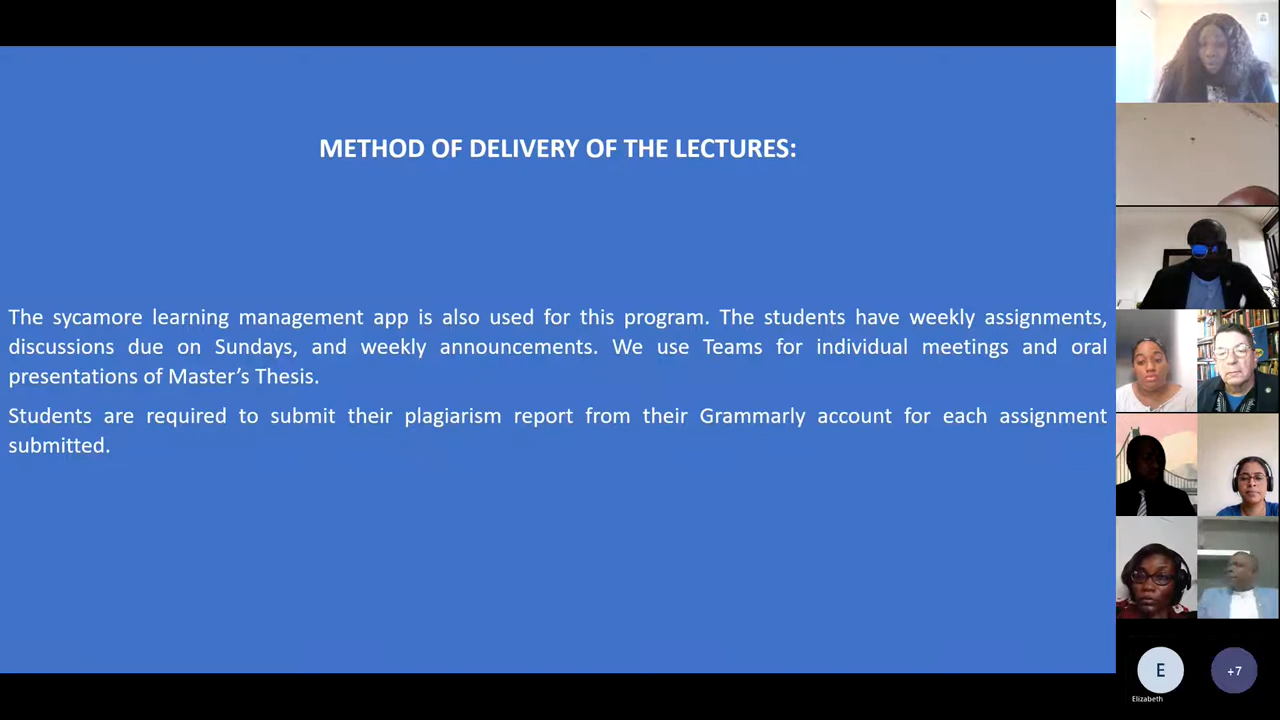 METHOD OF DELIVERY OF THE LECTURES:
The sycamore learning management app is also used for this program. The students have weekly assignments,
discussions due on Sundays, and weekly announcements. We use Teams for individual meetings and oral
presentations of Master’s Thesis.
Students are required to submit their plagiarism report from their Grammarly account for each assignment
submitted.
E
+7
Elizabeth